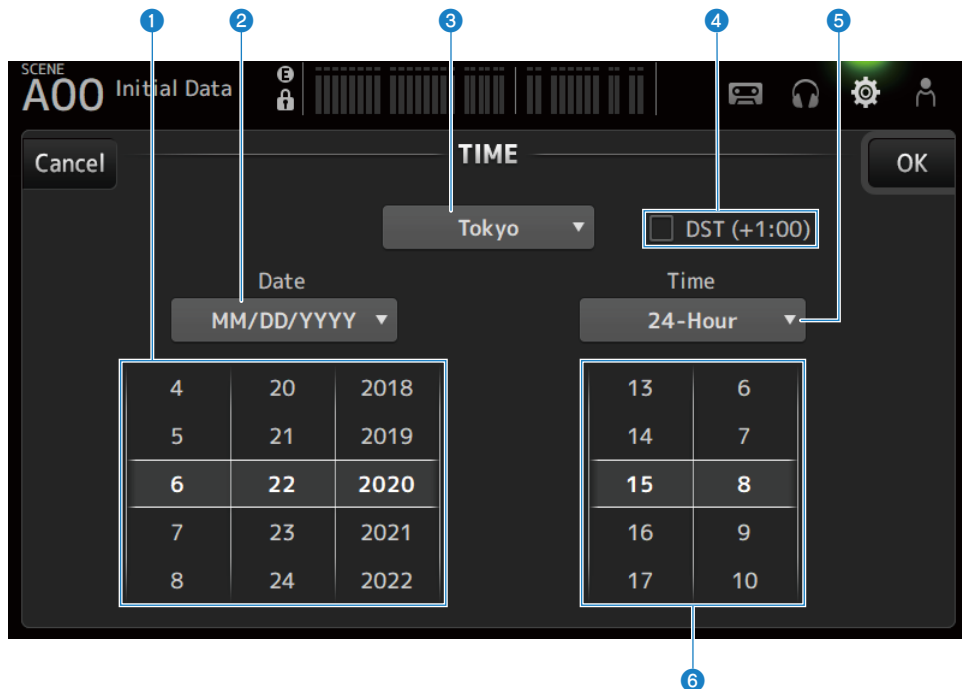 1 2 3 4 5
SCENE
A00 Initial Data
E
Cancel TIME OK
Tokyo ▼ DST (+1:00)
Date Time
MM/DD/YYYY ▼ 24-Hour ▼
4 20 2018 13 6
5 21 2019 14 7
6 22 2020 15 8
7 23 2021 16 9
8 24 2022 17 10
6